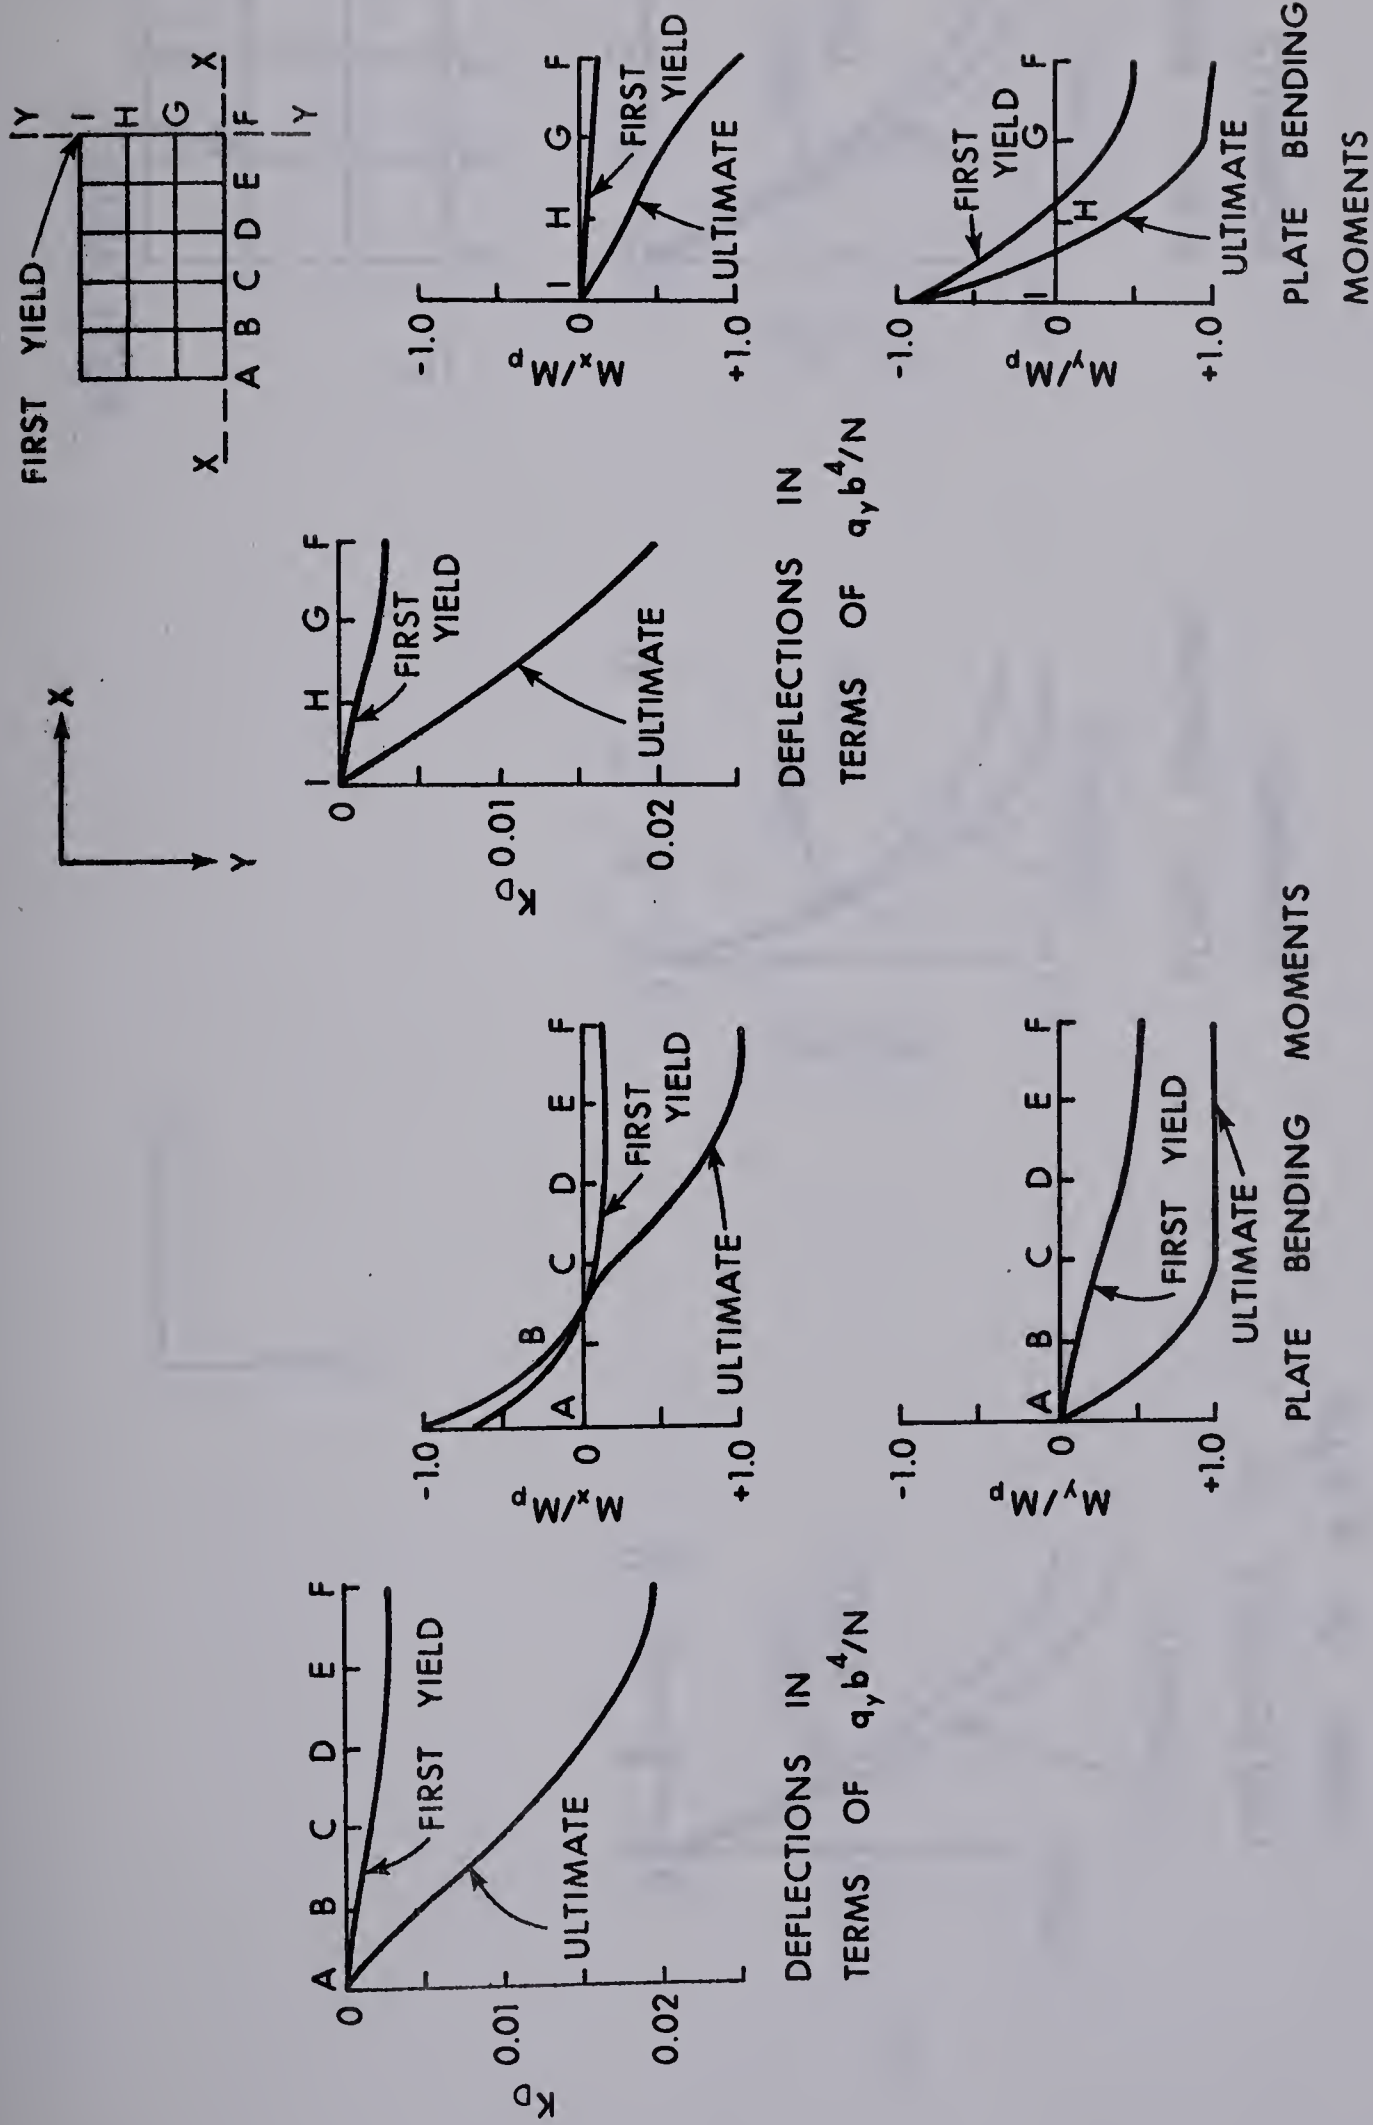 X
Y
FIRST YIELD
Y
I
H
G
X F X
A B C D E
Y
A B C D E F
0
0.01
0.02
K_D
FIRST YIELD
ULTIMATE
DEFLECTIONS IN
TERMS OF q_y b^4/N
-1.0
0
+1.0
M_x/M_p
A B C D E F
FIRST
YIELD
ULTIMATE
-1.0
0
+1.0
M_y/M_p
A B C D E F
FIRST YIELD
ULTIMATE
PLATE BENDING MOMENTS
I H G F
0
0.01
0.02
K_D
FIRST
YIELD
ULTIMATE
DEFLECTIONS IN
TERMS OF q_y b^4/N
-1.0
0
+1.0
M_x/M_p
I H G F
FIRST
YIELD
ULTIMATE
-1.0
0
+1.0
M_y/M_p
I H G F
FIRST
YIELD
ULTIMATE
PLATE BENDING
MOMENTS